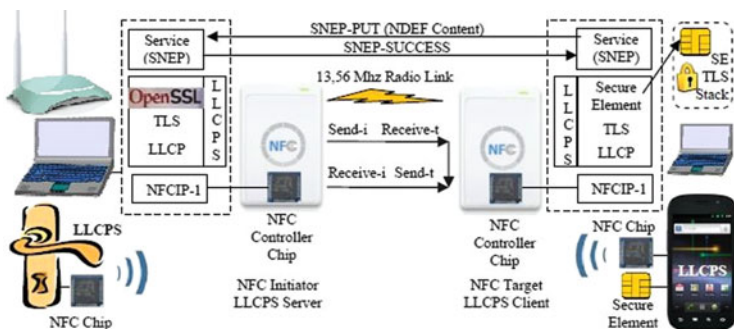 SNEP-PUT (NDEF Content)
SNEP-SUCCESS
Service
(SNEP)
OpenSSL
TLS
LLCP
LLCPS
NFCIP-1
13,56 Mhz Radio Link
NFC
Send-i Receive-t
Receive-i Send-t
NFC
Controller
Chip
NFC Initiator
LLCPS Server
NFC
NFC
Controller
Chip
NFC Target
LLCPS Client
Service
(SNEP)
LLCPS
Secure
Element
TLS
LLCP
NFCIP-1
SE
TLS
Stack
LLCPS
NFC Chip
NFC Chip
Secure
Element
LLCPS